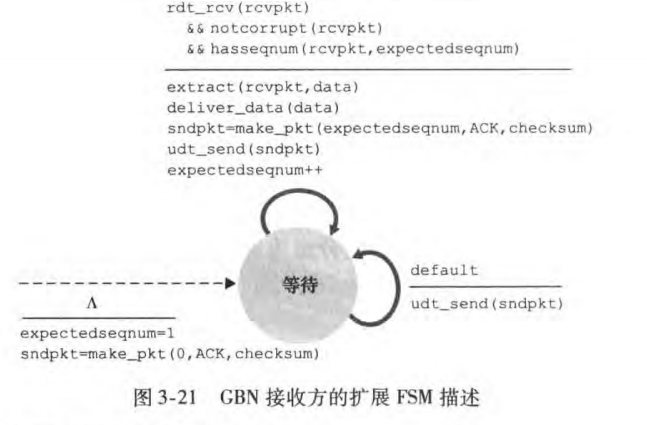 rdt_rcv(rcvpkt)
&& notcorrupt(rcvpkt)
&& hasseqnum(rcvpkt,expectedseqnum)
extract(rcvpkt,data)
deliver_data(data)
sndpkt=make_pkt(expectedseqnum,ACK,checksum)
udt_send(sndpkt)
expectedseqnum++
等待
default
udt_send(sndpkt)
Λ
expectedseqnum=1
sndpkt=make_pkt(0,ACK,checksum)
图 3-21 GBN 接收方的扩展 FSM 描述